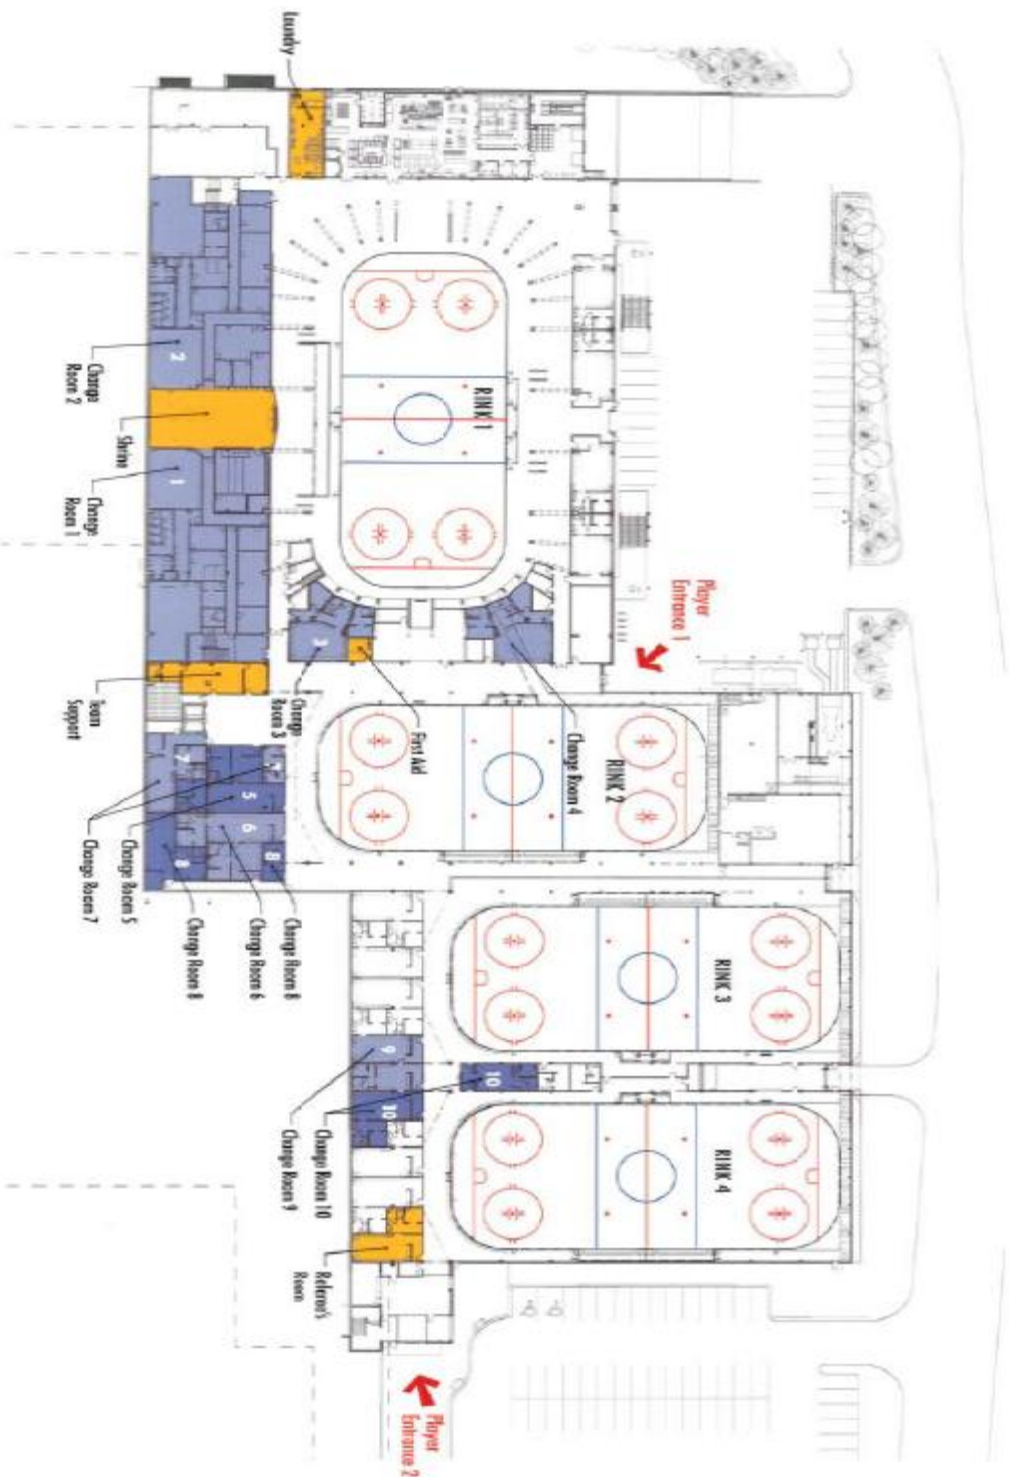 Laundry
Change
Room 2
2
Shrine
Change
Room 1
1
RINK 1
Player
Entrance 1
3
Change
Room 3
First Aid
Change Room 4
Team
Support
RINK 2
7
7
5
6
8
8
Change Room 7
Change Room 5
Change Room 8
Change Room 6
Change Room 8
RINK 3
9
10
10
Change Room 9
Change Room 10
RINK 4
Referee's
Room
Player
Entrance 2